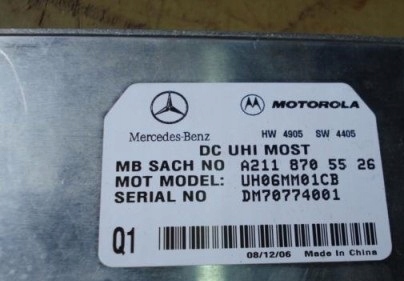 MOTOROLA
Mercedes-Benz HW 4905 SW 4405
DC UHI MOST
MB SACH NO A211 870 55 26
MOT MODEL: UH06MM01CB
SERIAL NO DM70774001
Q1
08/12/06 Made in China